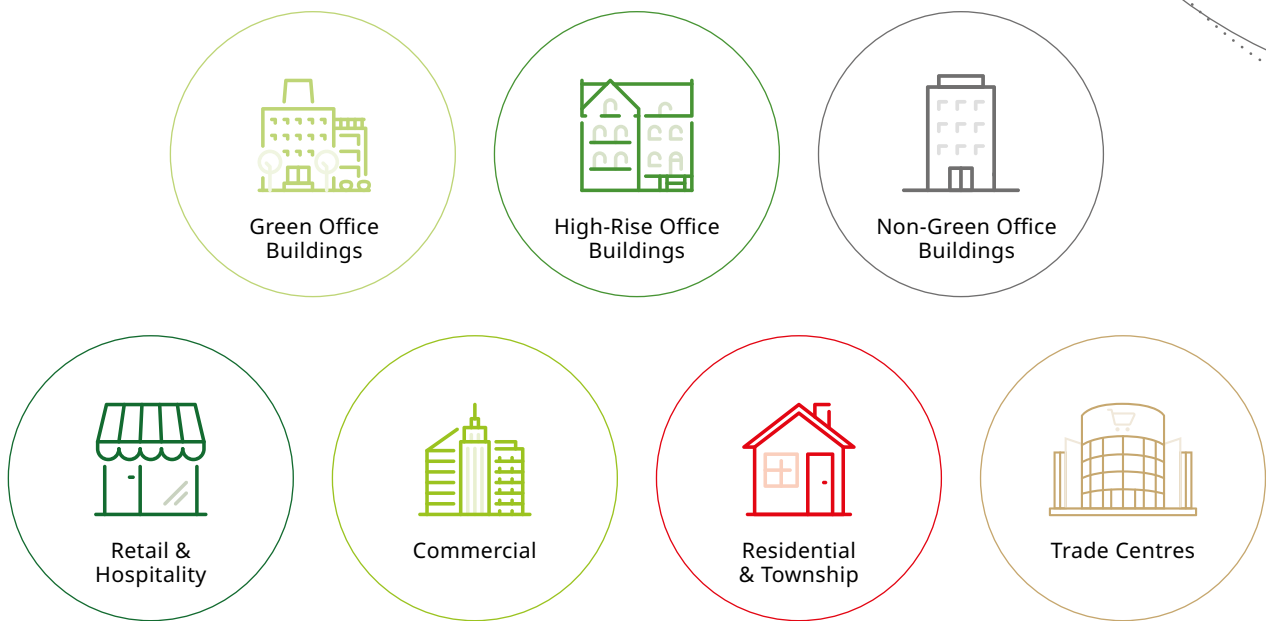 Green Office
Buildings
High-Rise Office
Buildings
Non-Green Office
Buildings
Retail &
Hospitality
Commercial
Residential
& Township
Trade Centres